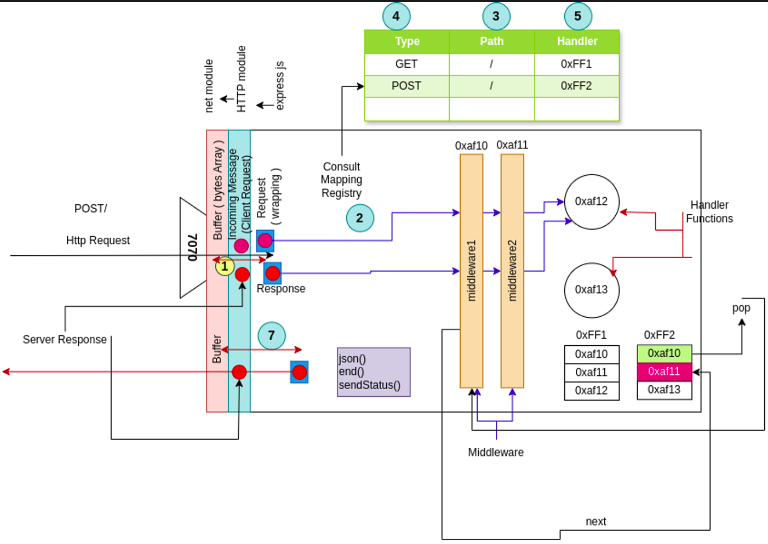 4
3
5
Type Path Handler
GET / 0xFF1
POST / 0xFF2
net module
HTTP module
express js
Buffer ( bytes Array )
Incoming Message
(Client Request)
Request
( wrapping )
Consult
Mapping
Registry
2
0xaf10
0xaf11
middleware1
middleware2
0xaf12
0xaf13
Handler
Functions
POST/
Http Request
7070
1
Response
Server Response
Buffer
7
json()
end()
sendStatus()
0xFF1
0xaf10
0xaf11
0xaf12
0xFF2
0xaf10
0xaf11
0xaf13
pop
Middleware
next